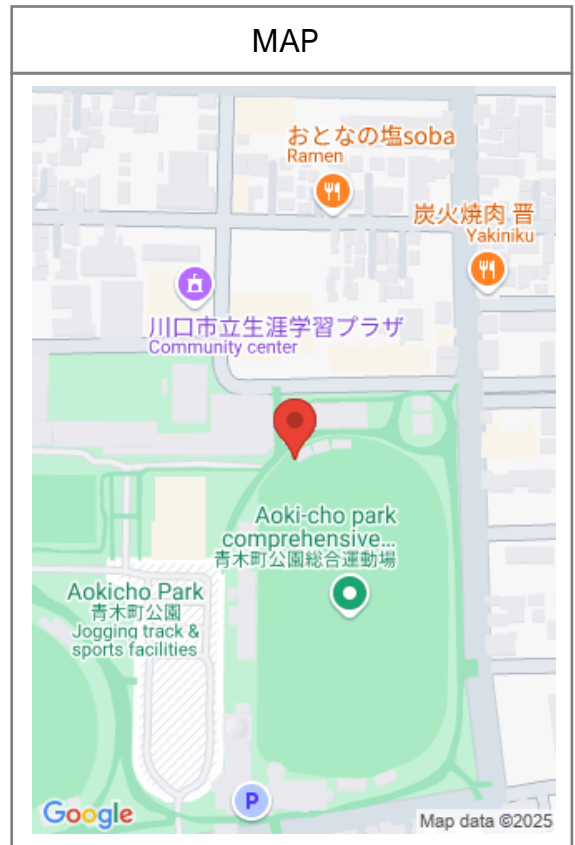 MAP
おとなの塩soba
Ramen
炭火焼肉 晋
Yakiniku
川口市立生涯学習プラザ
Community center
Aoki-cho park
comprehensive...
青木町公園総合運動場
Aokicho Park
青木町公園
Jogging track &
sports facilities
P
Google
Map data ©2025